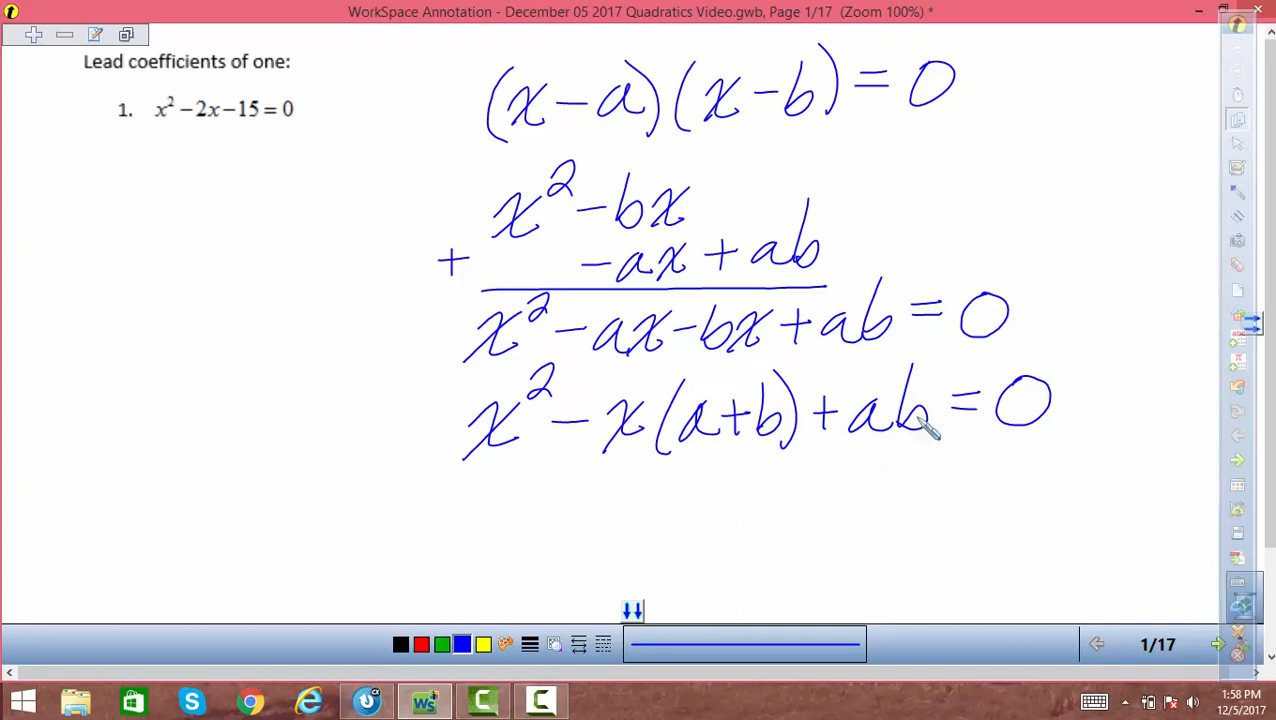 WorkSpace Annotation - December 05 2017 Quadratics Video.gwb, Page 1/17 (Zoom 100%) *
Lead coefficients of one:
1. x² − 2x − 15 = 0
(x − a)(x − b) = 0
x² − bx
+ − ax + ab
x² − ax − bx + ab = 0
x² − x(a + b) + ab = 0
1/17
1:58 PM
12/5/2017